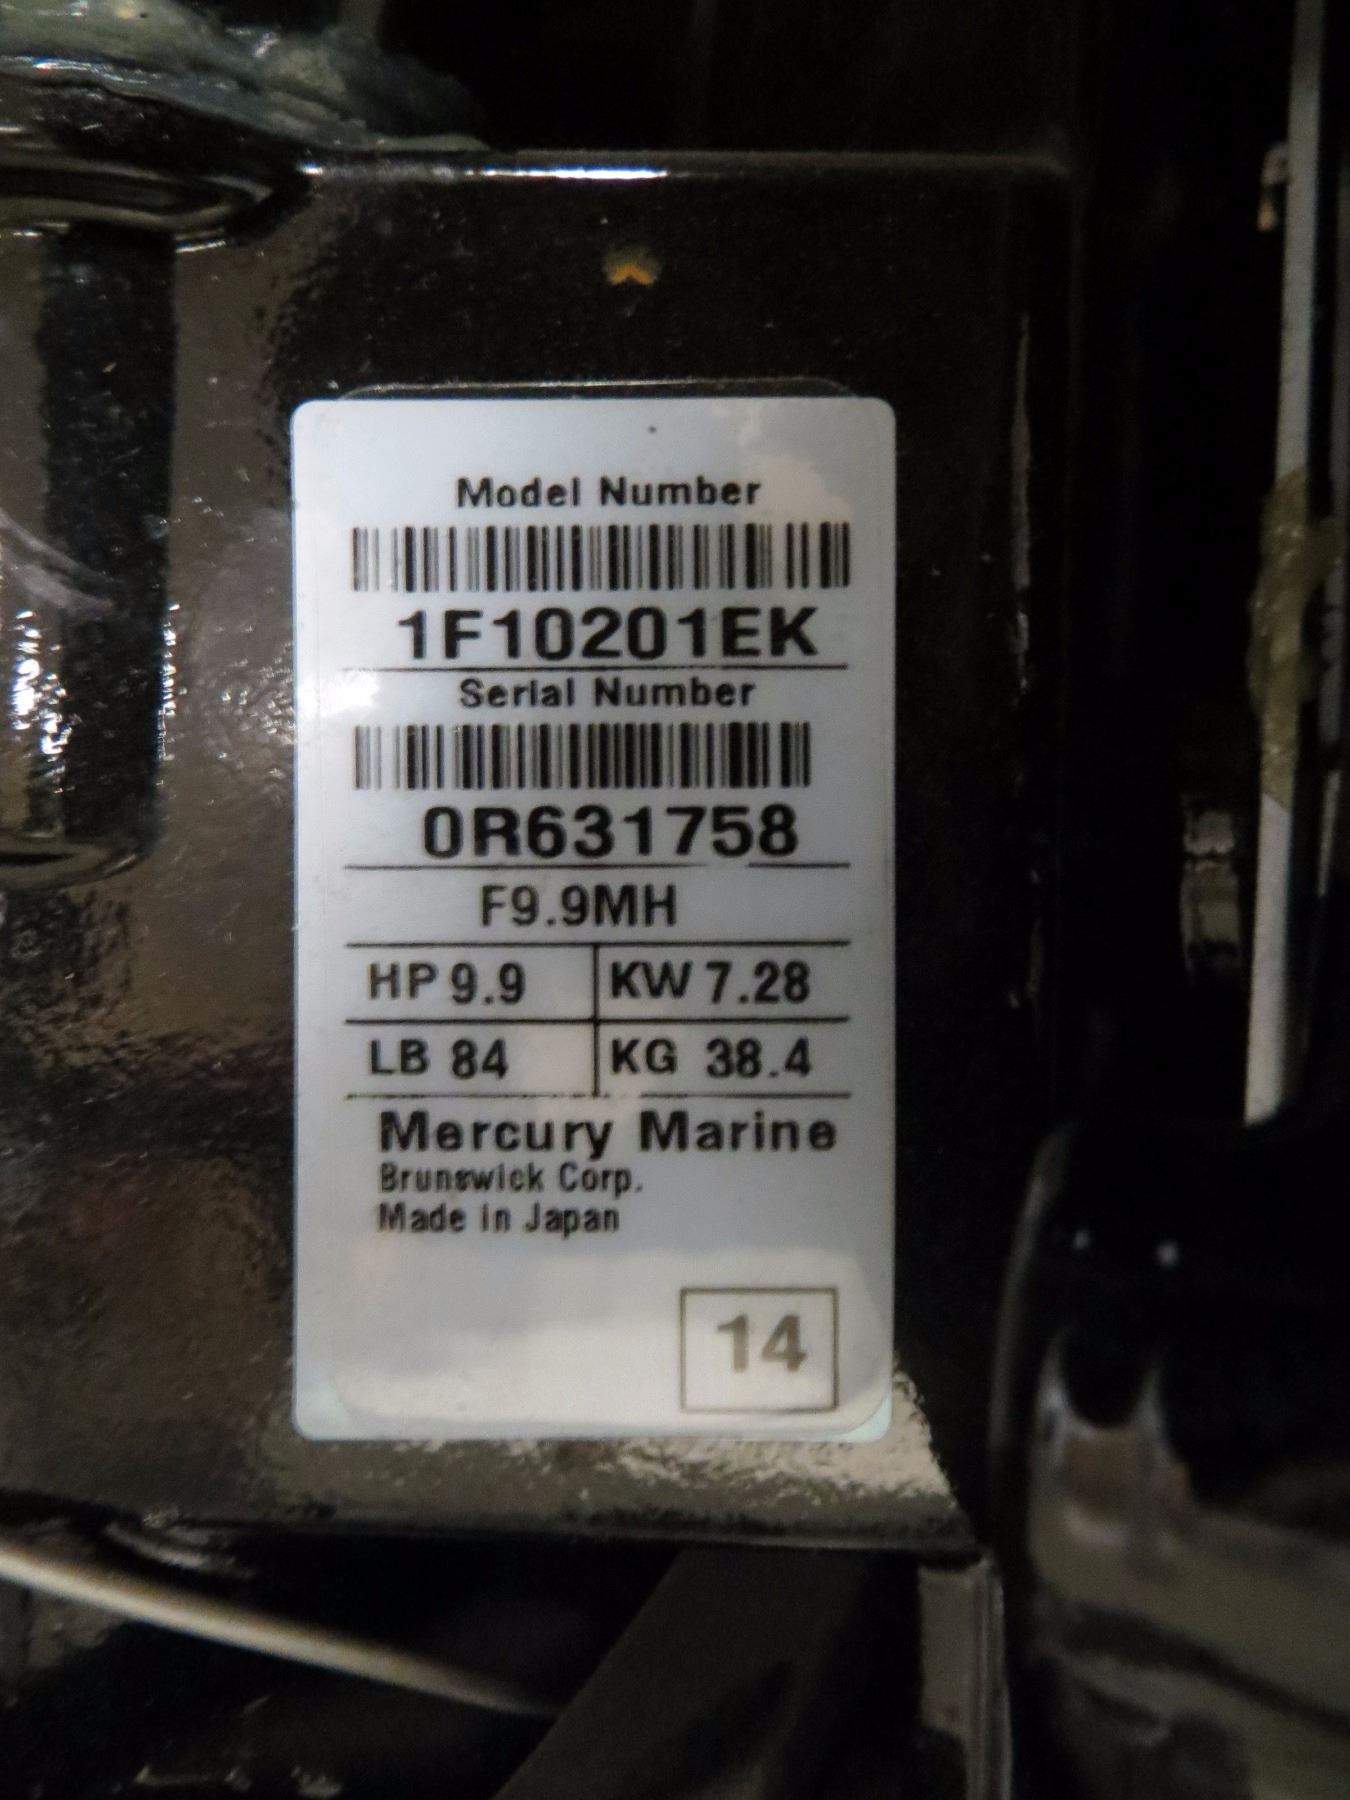 Model Number
1F10201EK
Serial Number
0R631758
F9.9MH
HP 9.9 KW 7.28
LB 84 KG 38.4
Mercury Marine
Brunswick Corp.
Made in Japan
14